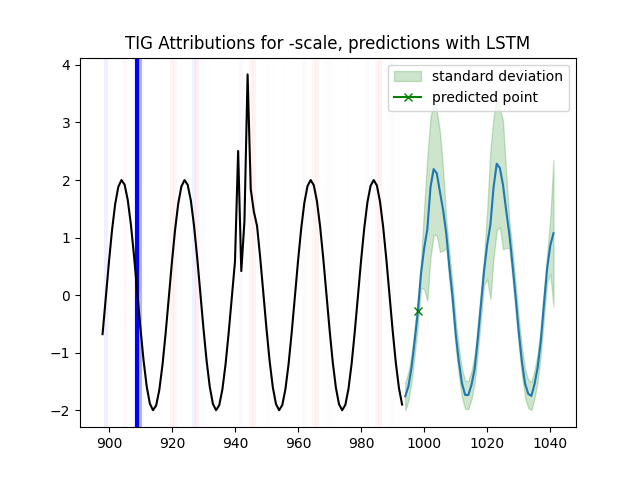 TIG Attributions for -scale, predictions with LSTM
standard deviation
predicted point
4
3
2
1
0
−1
−2
900 920 940 960 980 1000 1020 1040